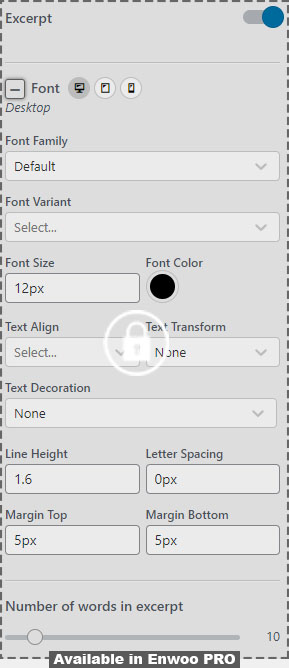 Excerpt
Font
Desktop
Font Family
Default
Font Variant
Select...
Font Size Font Color
12px
Text Align Text Transform
Select... None
Text Decoration
None
Line Height Letter Spacing
1.6 0px
Margin Top Margin Bottom
5px 5px
Number of words in excerpt
10
Available in Enwoo PRO